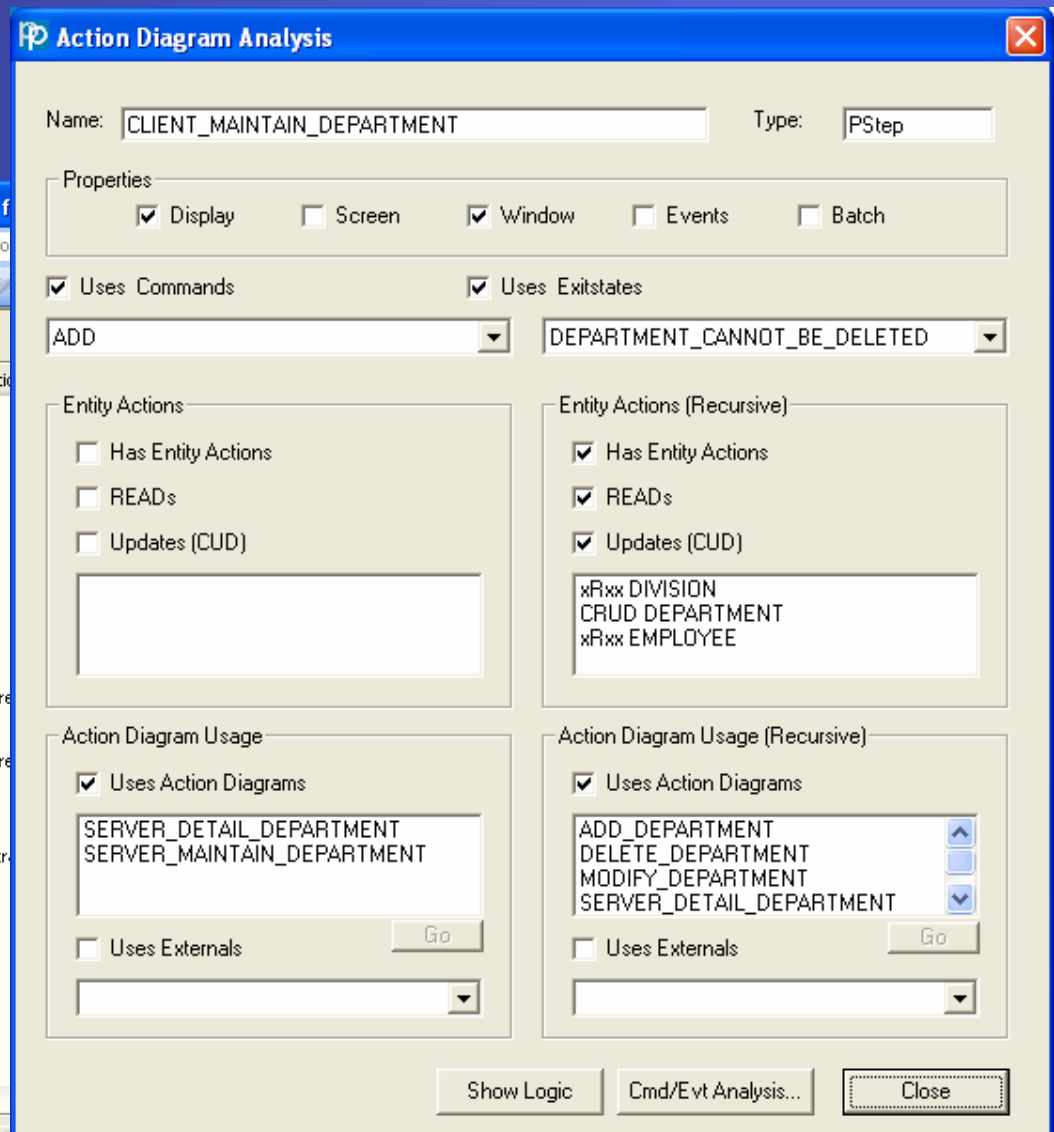 Action Diagram Analysis
Name: CLIENT_MAINTAIN_DEPARTMENT Type: PStep
Properties
Display Screen Window Events Batch
Uses Commands Uses Exitstates
ADD DEPARTMENT_CANNOT_BE_DELETED
Entity Actions
Has Entity Actions
READs
Updates (CUD)
Entity Actions (Recursive)
Has Entity Actions
READs
Updates (CUD)
xRxx DIVISION
CRUD DEPARTMENT
xRxx EMPLOYEE
Action Diagram Usage
Uses Action Diagrams
SERVER_DETAIL_DEPARTMENT
SERVER_MAINTAIN_DEPARTMENT
Go
Uses Externals
Action Diagram Usage (Recursive)
Uses Action Diagrams
ADD_DEPARTMENT
DELETE_DEPARTMENT
MODIFY_DEPARTMENT
SERVER_DETAIL_DEPARTMENT
Go
Uses Externals
Show Logic Cmd/Evt Analysis... Close